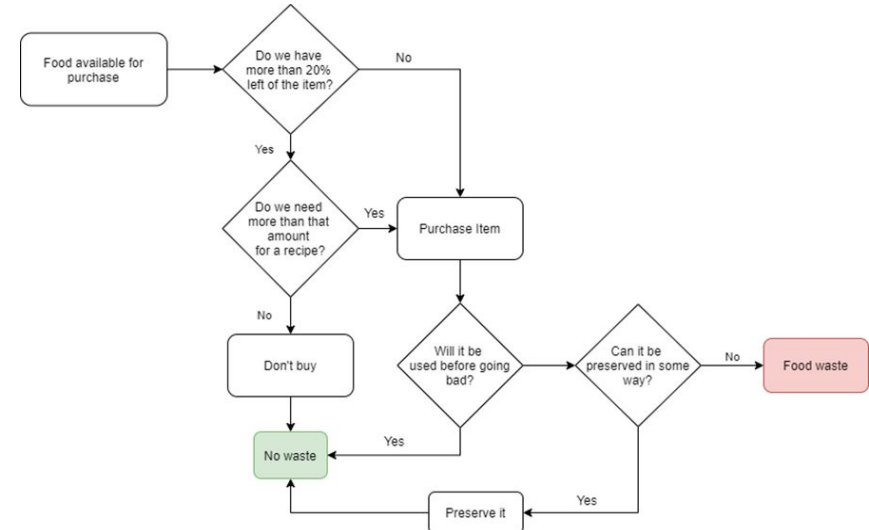 Food available for
purchase
Do we have
more than 20%
left of the item?
No
Yes
Do we need
more than that
amount
for a recipe?
Yes
Purchase Item
No
Don't buy
Will it be
used before going
bad?
Can it be
preserved in some
way?
No
Food waste
Yes
No waste
Yes
Preserve it